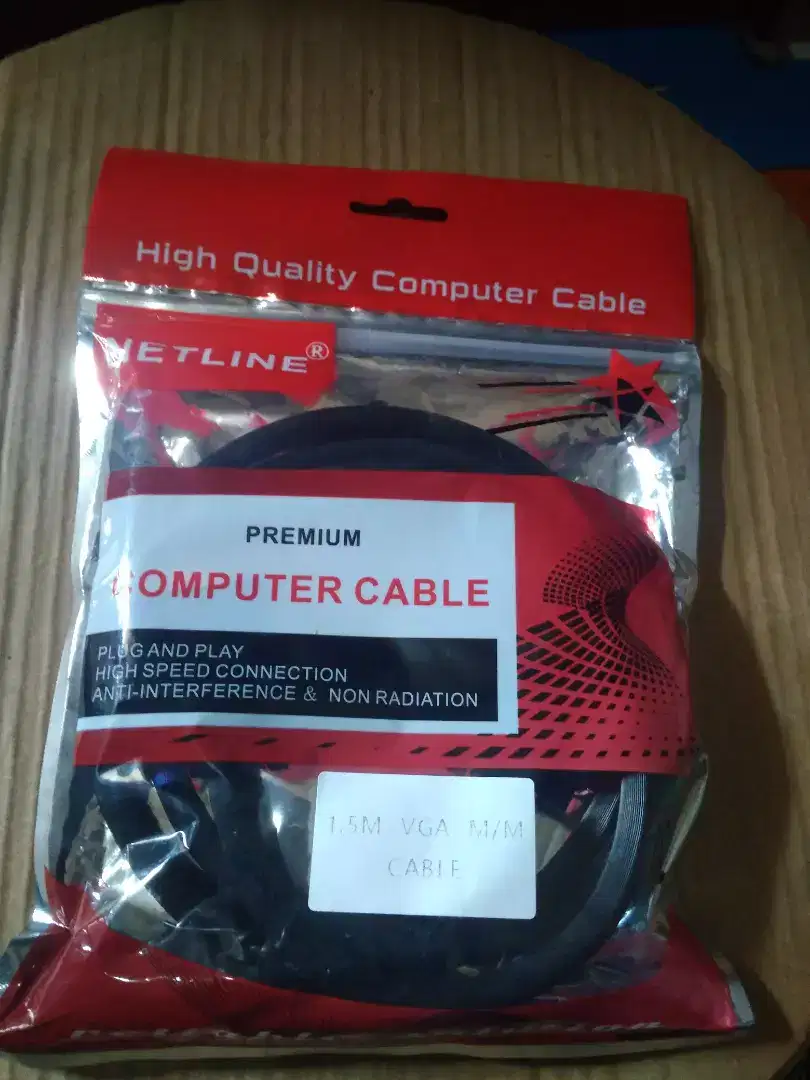 High Quality Computer Cable
NETLINE®
PREMIUM
COMPUTER CABLE
PLUG AND PLAY
HIGH SPEED CONNECTION
ANTI-INTERFERENCE & NON RADIATION
1.5M VGA M/M
CABLE